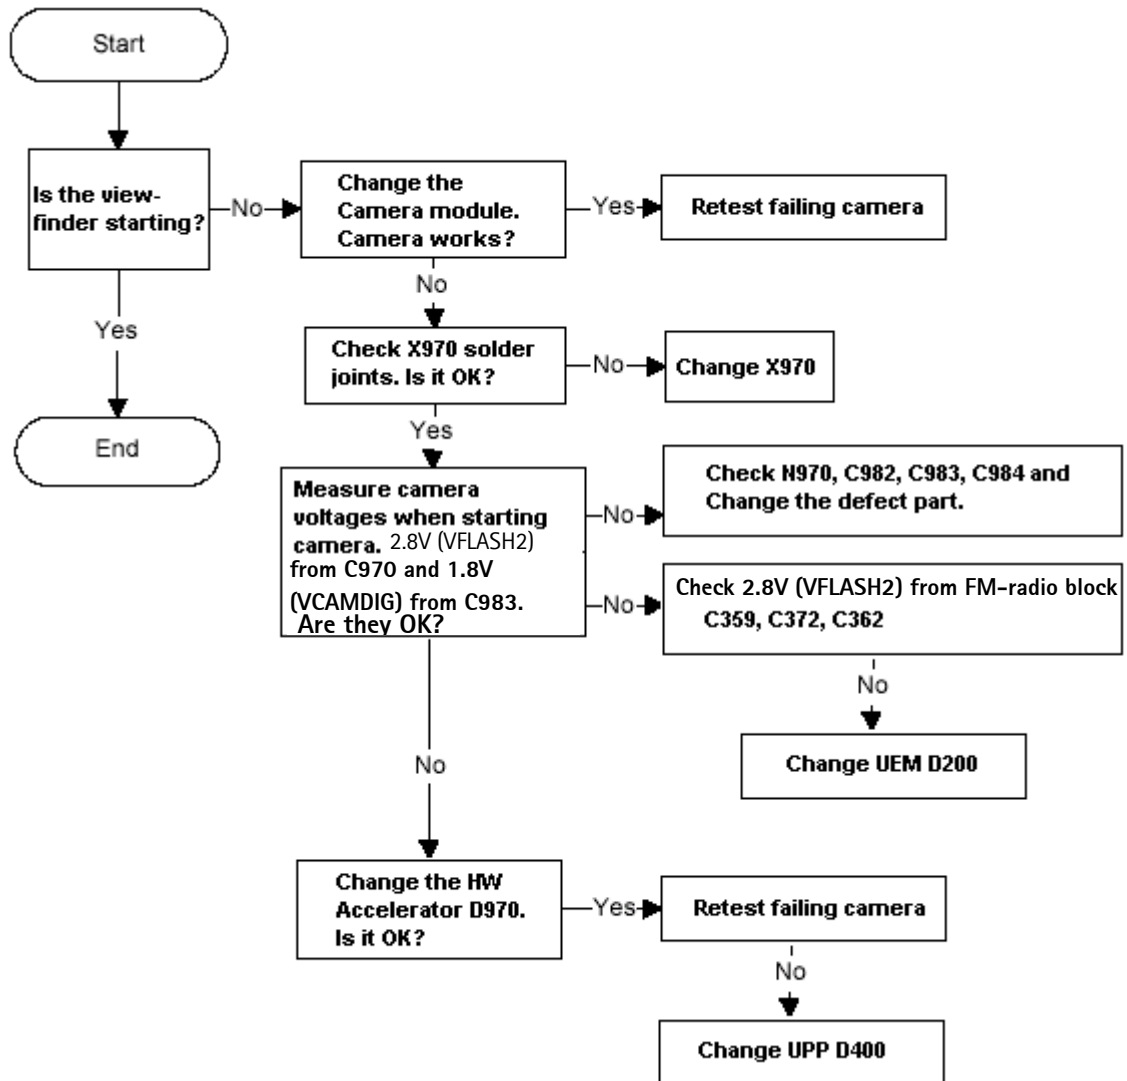 Start
Is the view-
finder starting?
No
Change the
Camera module.
Camera works?
Yes
Retest failing camera
No
Yes
Check X970 solder
joints. Is it OK?
No
Change X970
End
Yes
Measure camera
voltages when starting
camera. 2.8V (VFLASH2)
from C970 and 1.8V
(VCAMDIG) from C983.
Are they OK?
No
Check N970, C982, C983, C984 and
Change the defect part.
No
Check 2.8V (VFLASH2) from FM-radio block
C359, C372, C362
No
Change UEM D200
No
Change the HW
Accelerator D970.
Is it OK?
Yes
Retest failing camera
No
Change UPP D400